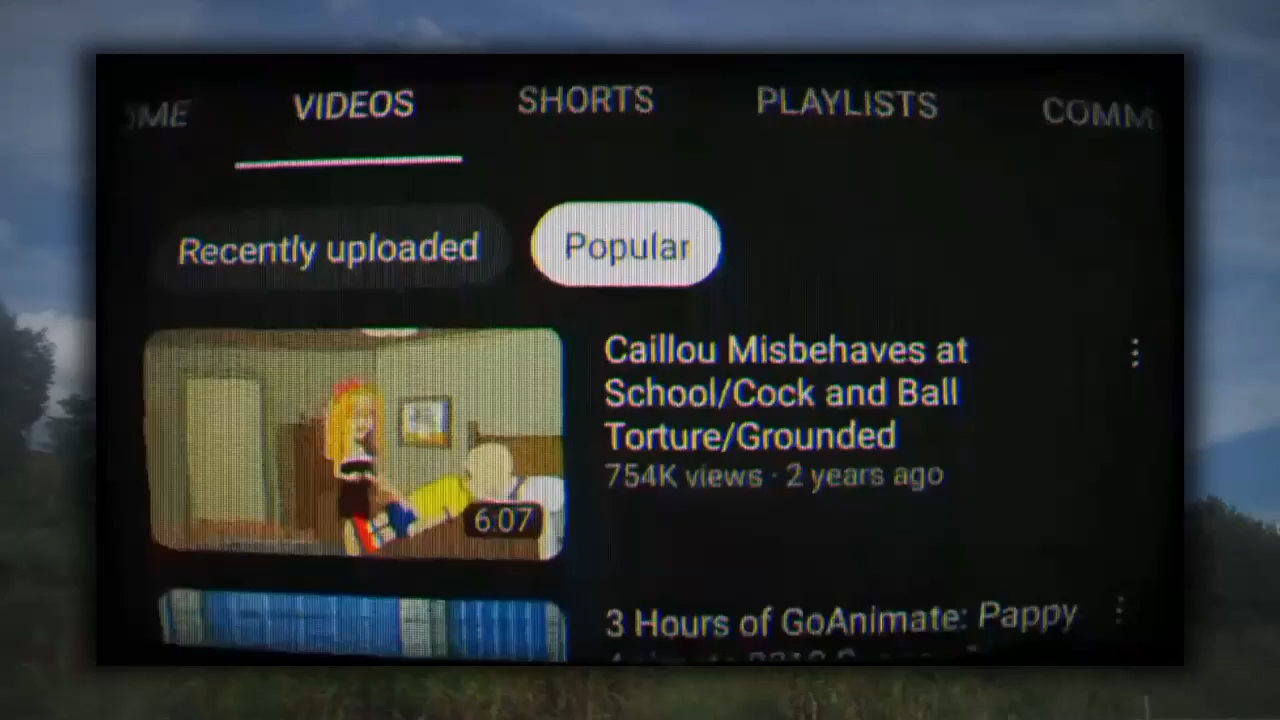 OME VIDEOS SHORTS PLAYLISTS COMM
Recently uploaded Popular
Caillou Misbehaves at
School/Cock and Ball
Torture/Grounded
754K views · 2 years ago
6:07
3 Hours of GoAnimate: Pappy